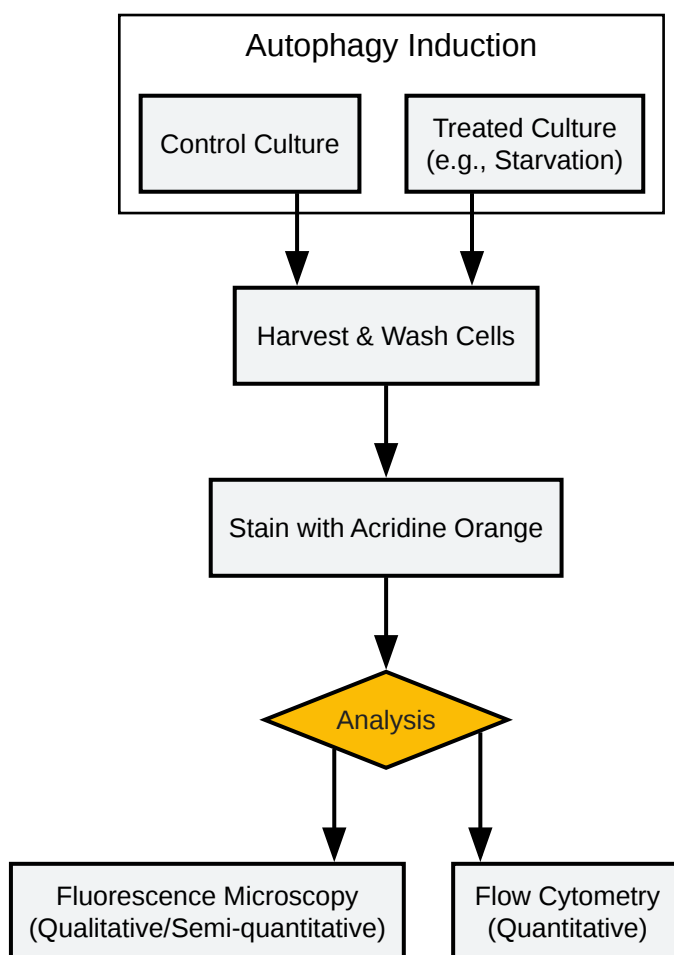 Autophagy Induction
Control Culture
Treated Culture
(e.g., Starvation)
Harvest & Wash Cells
Stain with Acridine Orange
Analysis
Fluorescence Microscopy
(Qualitative/Semi-quantitative)
Flow Cytometry
(Quantitative)